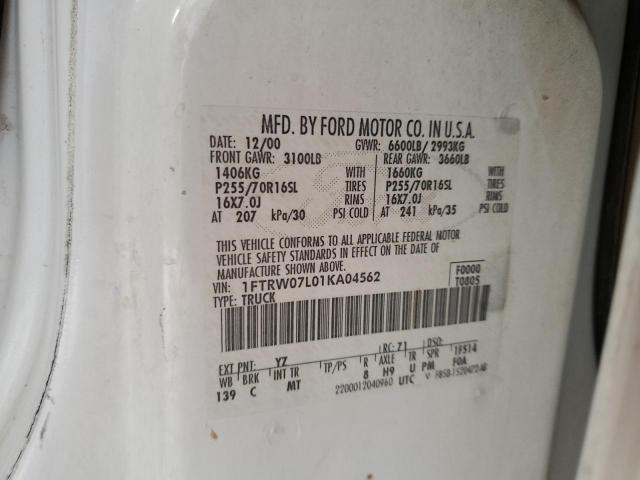 MFD. BY FORD MOTOR CO. IN U.S.A.
DATE: 12/00 GVWR: 6600LB/ 2993KG
FRONT GAWR: 3100LB REAR GAWR: 3660LB
1406KG WITH 1660KG WITH
P255/70R16SL TIRES P255/70R16SL TIRES
16X7.0J RIMS 16X7.0J RIMS
AT 207 kPa/30 PSI COLD AT 241 kPa/35 PSI COLD
THIS VEHICLE CONFORMS TO ALL APPLICABLE FEDERAL MOTOR
VEHICLE SAFETY STANDARDS IN EFFECT ON THE DATE OF
MANUFACTURE SHOWN ABOVE.
VIN: 1FTRW07L01KA04562 F0000
TYPE: TRUCK T0805
EXT PNT: YZ RC: 71 DSO:
WB BRK INT TR TP/PS R AXLE TR SPR 1F514
139 C MT 8 H9 U PM F0A
2200012040960 UTC